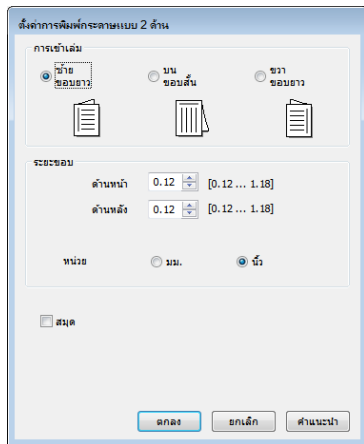 ตั้งค่าการพิมพ์กระดาษแบบ 2 ด้าน
การเข้าเล่ม
ซ้าย
ขอบยาว
บน
ขอบสั้น
ขวา
ขอบยาว
ระยะขอบ
ด้านหน้า 0.12 [0.12 ... 1.18]
ด้านหลัง 0.12 [0.12 ... 1.18]
หน่วย มม. นิ้ว
สมุด
ตกลง ยกเลิก คำแนะนำ